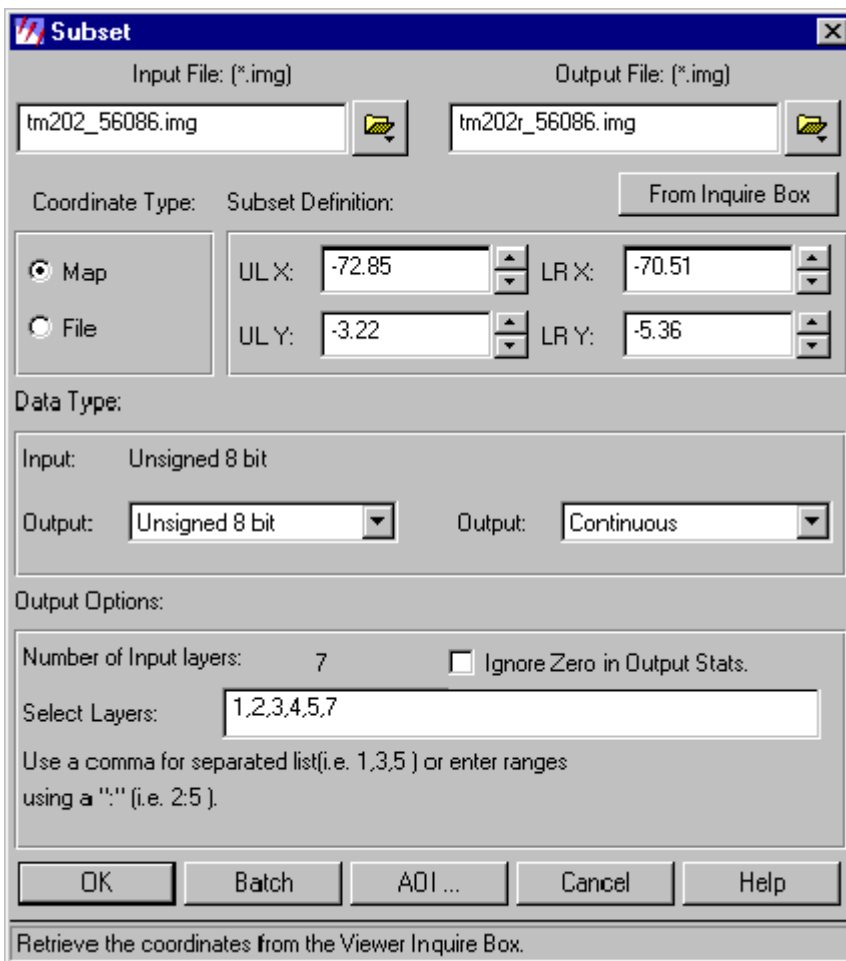 Subset
Input File: (*.img) Output File: (*.img)
tm202_56086.img tm202r_56086.img
From Inquire Box
Coordinate Type: Subset Definition:
Map UL X: -72.85 LR X: -70.51
File UL Y: -3.22 LR Y: -5.36
Data Type:
Input: Unsigned 8 bit
Output: Unsigned 8 bit Output: Continuous
Output Options:
Number of Input layers: 7 Ignore Zero in Output Stats.
Select Layers: 1,2,3,4,5,7
Use a comma for separated list(i.e. 1,3,5 ) or enter ranges
using a ":" (i.e. 2:5 ).
OK Batch AOI ... Cancel Help
Retrieve the coordinates from the Viewer Inquire Box.